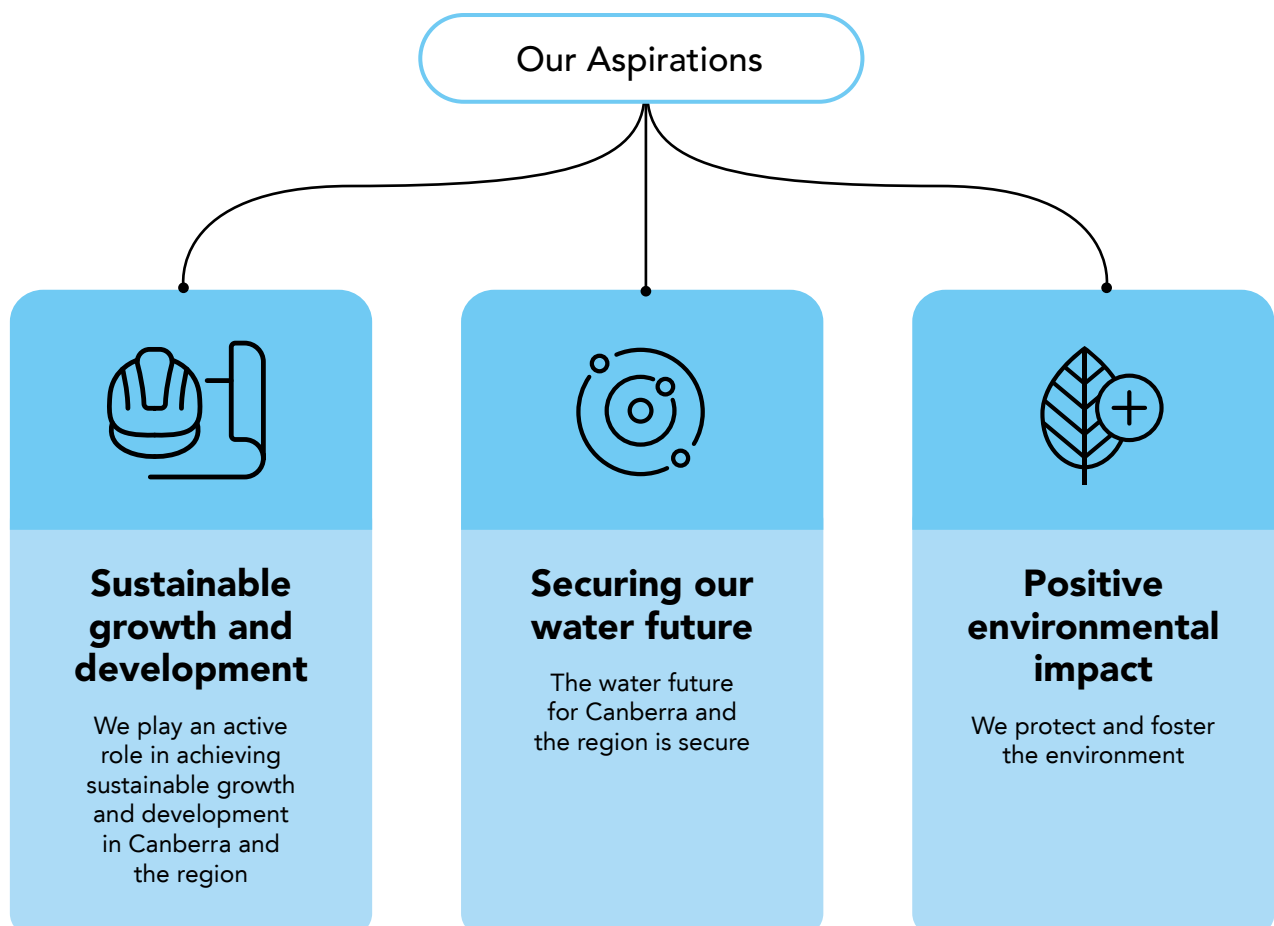 Our Aspirations
Sustainable
growth and
development
We play an active
role in achieving
sustainable growth
and development
in Canberra and
the region
Securing our
water future
The water future
for Canberra and
the region is secure
Positive
environmental
impact
We protect and foster
the environment